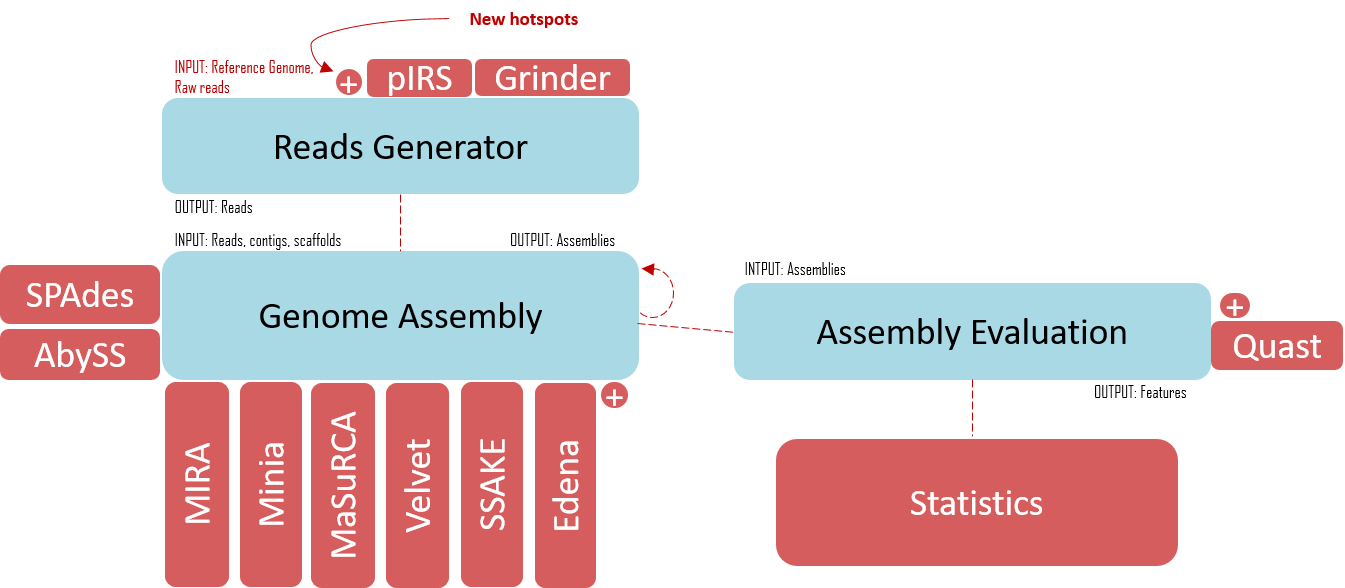 New hotspots
INPUT: Reference Genome,
Raw reads
+
pIRS
Grinder
Reads Generator
OUTPUT: Reads
INPUT: Reads, contigs, scaffolds
OUTPUT: Assemblies
SPAdes
AbySS
Genome Assembly
INTPUT: Assemblies
Assembly Evaluation
+
Quast
OUTPUT: Features
+
MIRA
Minia
MaSuRCA
Velvet
SSAKE
Edena
Statistics